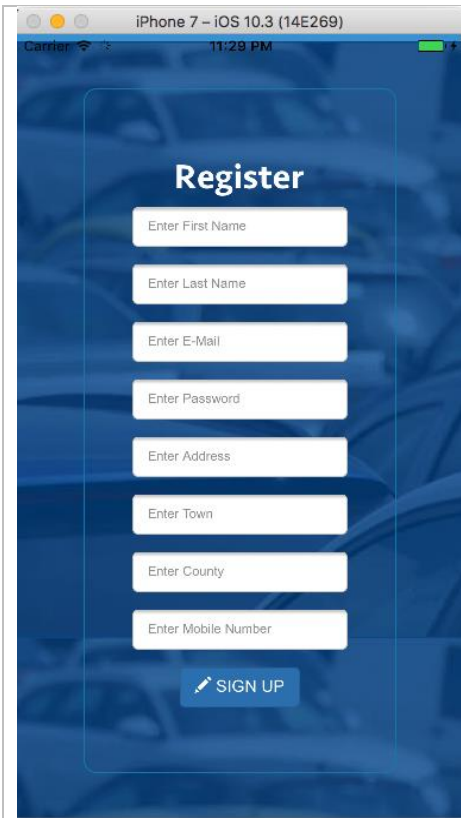 iPhone 7 – iOS 10.3 (14E269)
Carrier 11:29 PM
Register
Enter First Name
Enter Last Name
Enter E-Mail
Enter Password
Enter Address
Enter Town
Enter County
Enter Mobile Number
SIGN UP